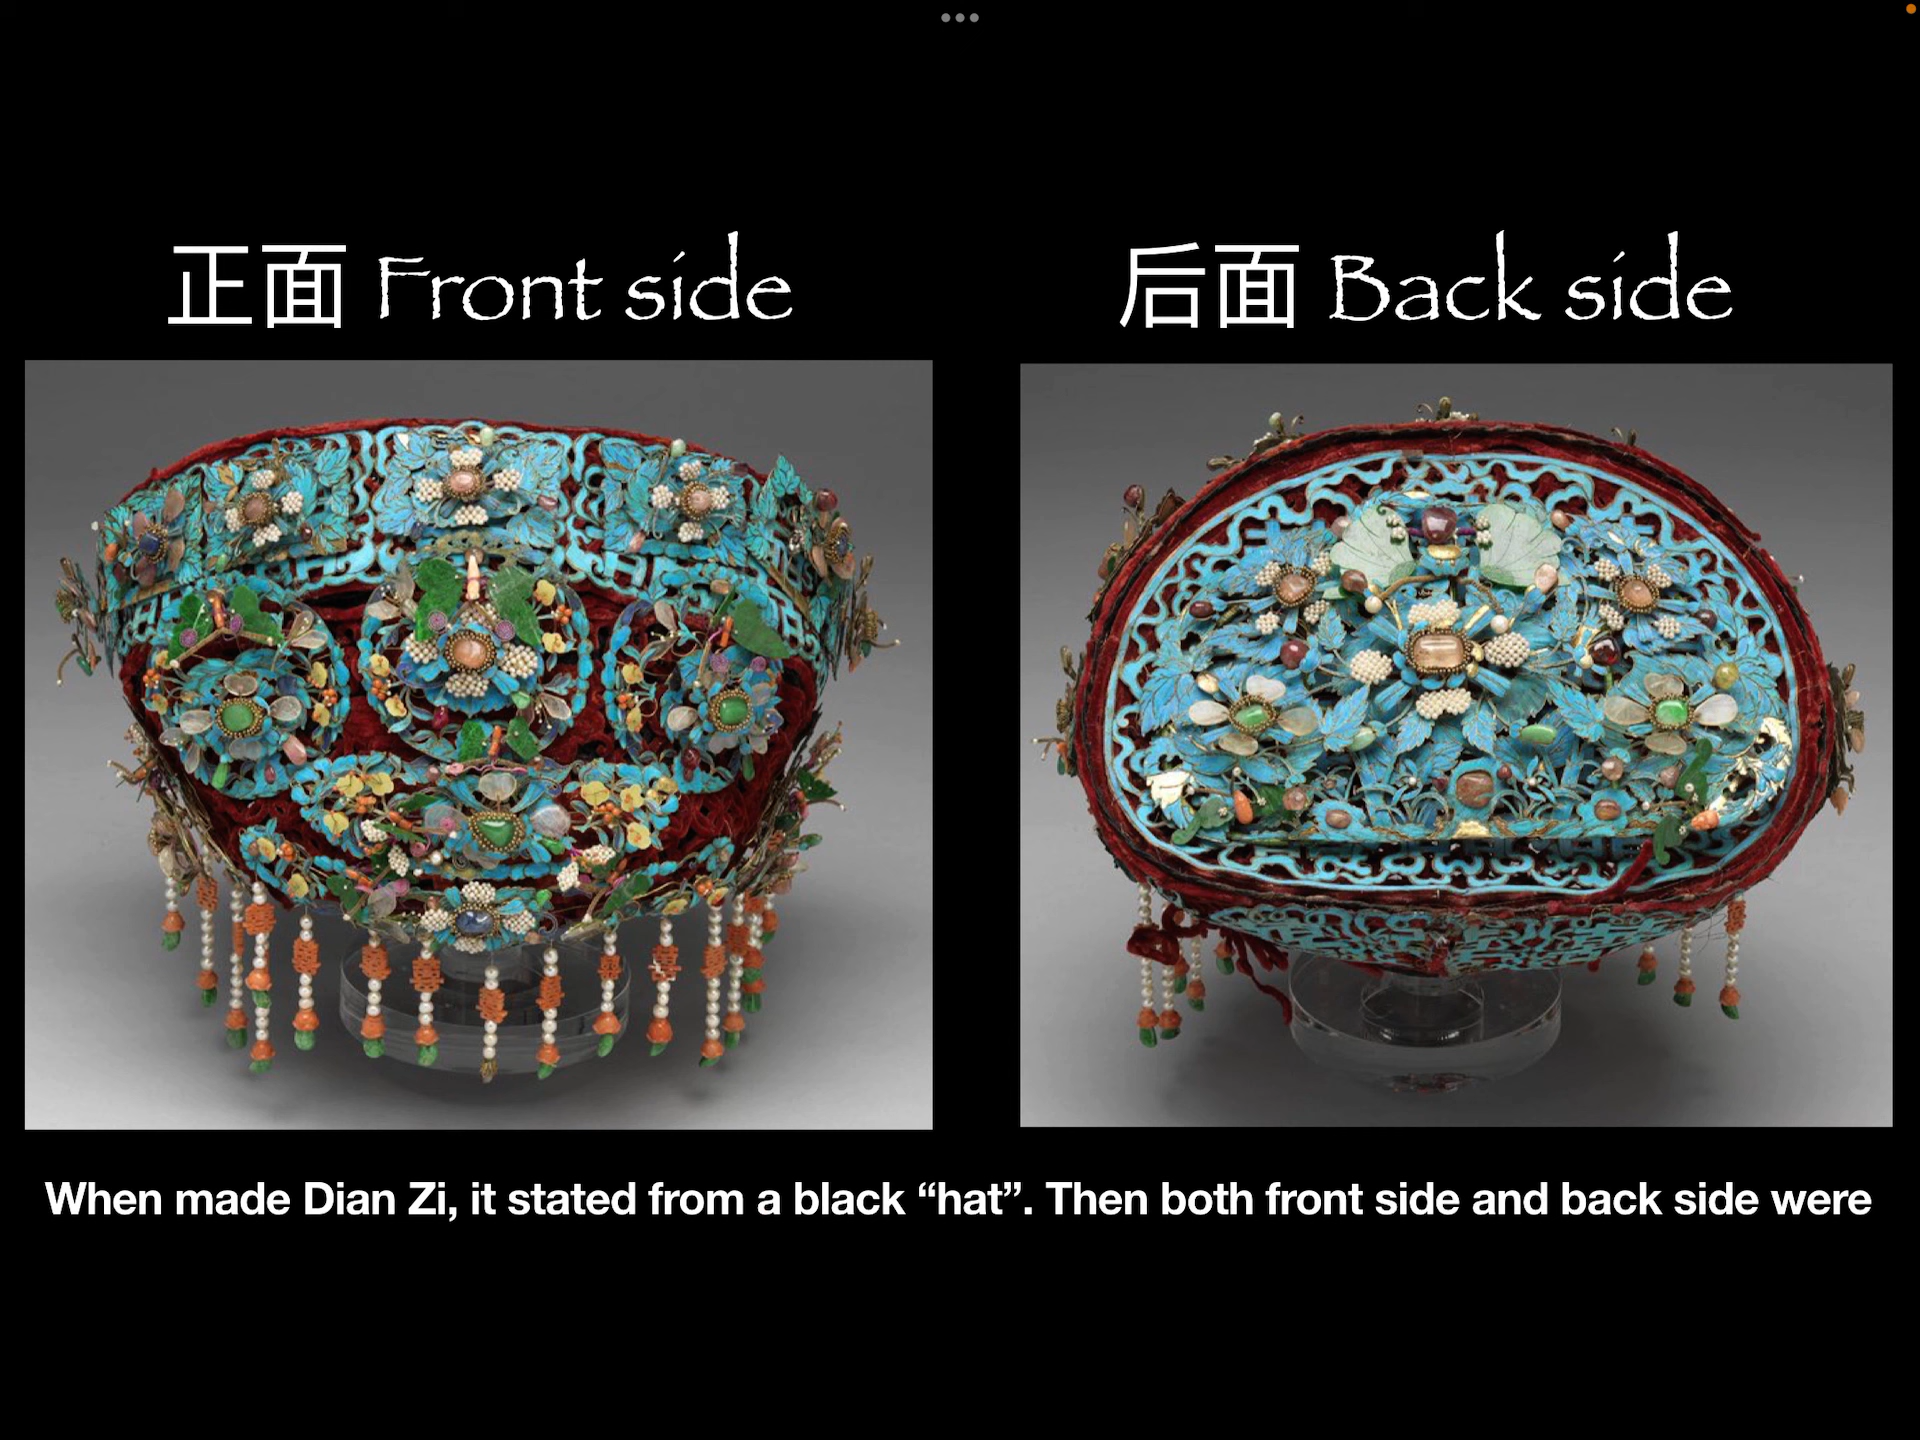 正面 Front side
后面 Back side
When made Dian Zi, it stated from a black “hat”. Then both front side and back side were